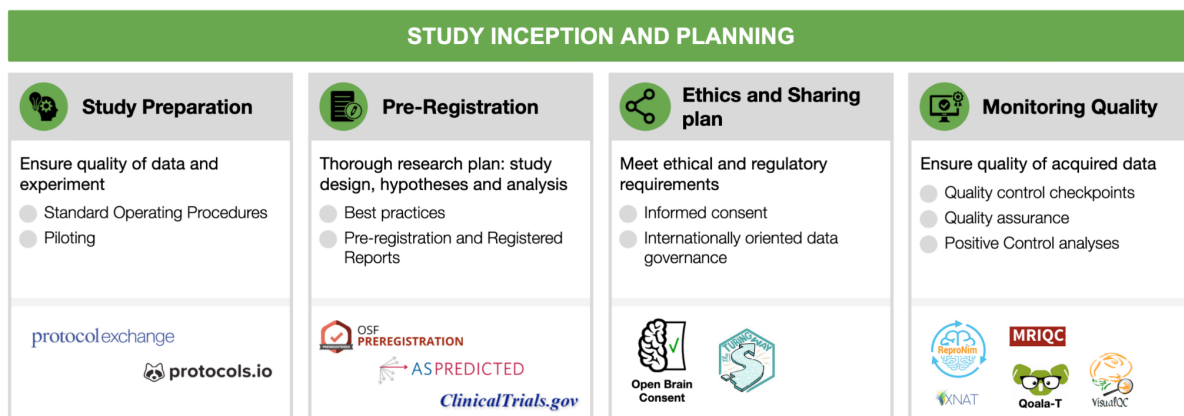 STUDY INCEPTION AND PLANNING
Study Preparation
Ensure quality of data and
experiment
Standard Operating Procedures
Piloting
protocol exchange
protocols.io
Pre-Registration
Thorough research plan: study
design, hypotheses and analysis
Best practices
Pre-registration and Registered
Reports
OSF
PREREGISTRATION
ASPREDICTED
ClinicalTrials.gov
Ethics and Sharing
plan
Meet ethical and regulatory
requirements
Informed consent
Internationally oriented data
governance
Open Brain
Consent
the TURING WAY
Monitoring Quality
Ensure quality of acquired data
Quality control checkpoints
Quality assurance
Positive Control analyses
ReproNim
MRIQC
XNAT
Qoala-T
VisualQC